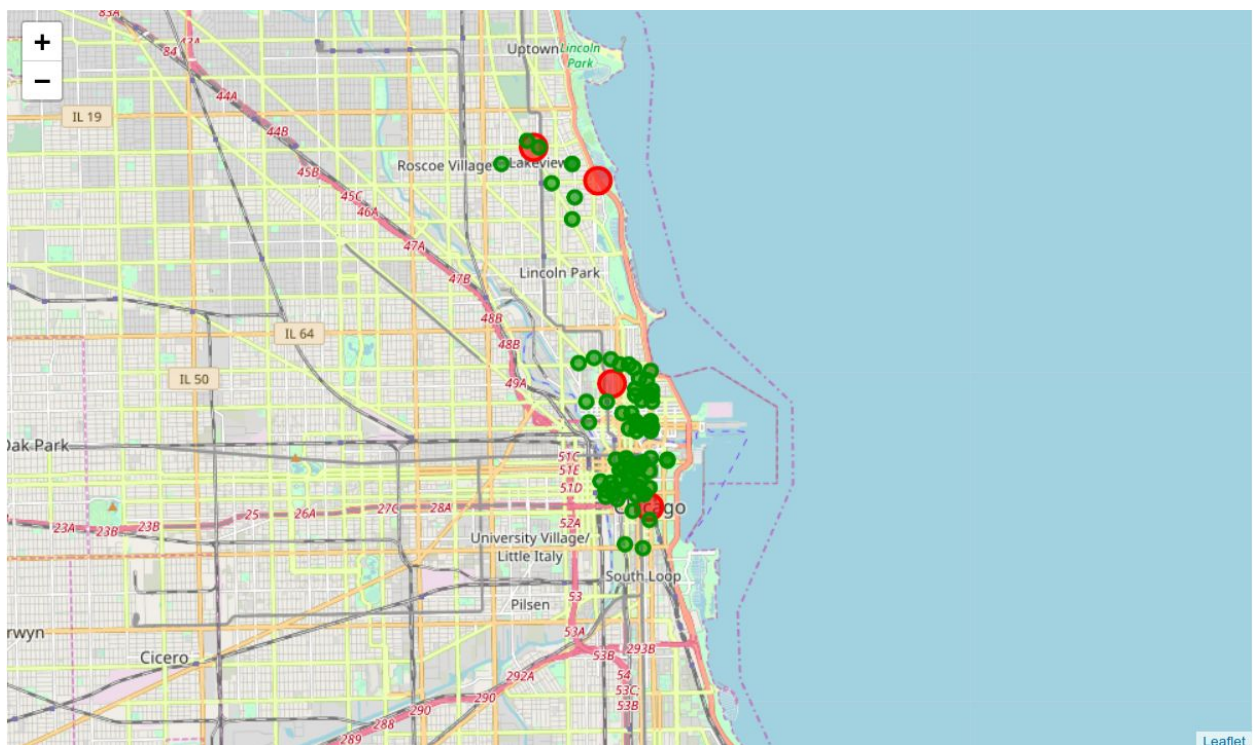 +
−
83A
84
43A
Uptown
Lincoln
Park
44A
IL 19
44B
Roscoe Village
Lakeview
45B
45C
46A
47A
47B
Lincoln Park
48B
IL 64
48B
IL 50
49A
Oak Park
51C
51E
51D
23A
23B
23B
25
26A
27C
28A
52A
Chicago
University Village/
Little Italy
South Loop
53
Pilsen
rwyn
53A
293B
Cicero
53B
54
292A
53C;
53B
290
290
288
289
Leaflet